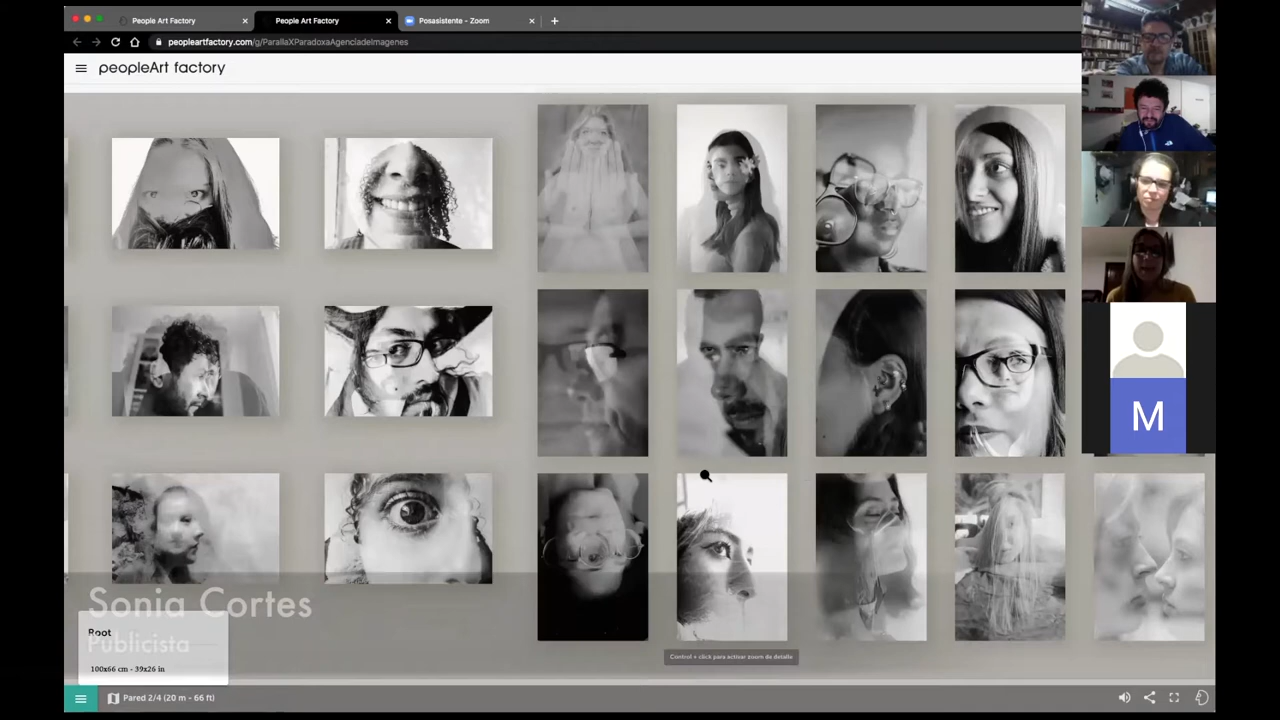 People Art Factory
People Art Factory
Posasistente - Zoom
peopleartfactory.com/g/ParallaXParadoxaAgenciadeImagenes
peopleArt factory
M
Sonia Cortes
Root
Publicista
100x66 cm - 39x26 in
Control + click para activar zoom de detalle
Pared 2/4 (20 m - 66 ft)